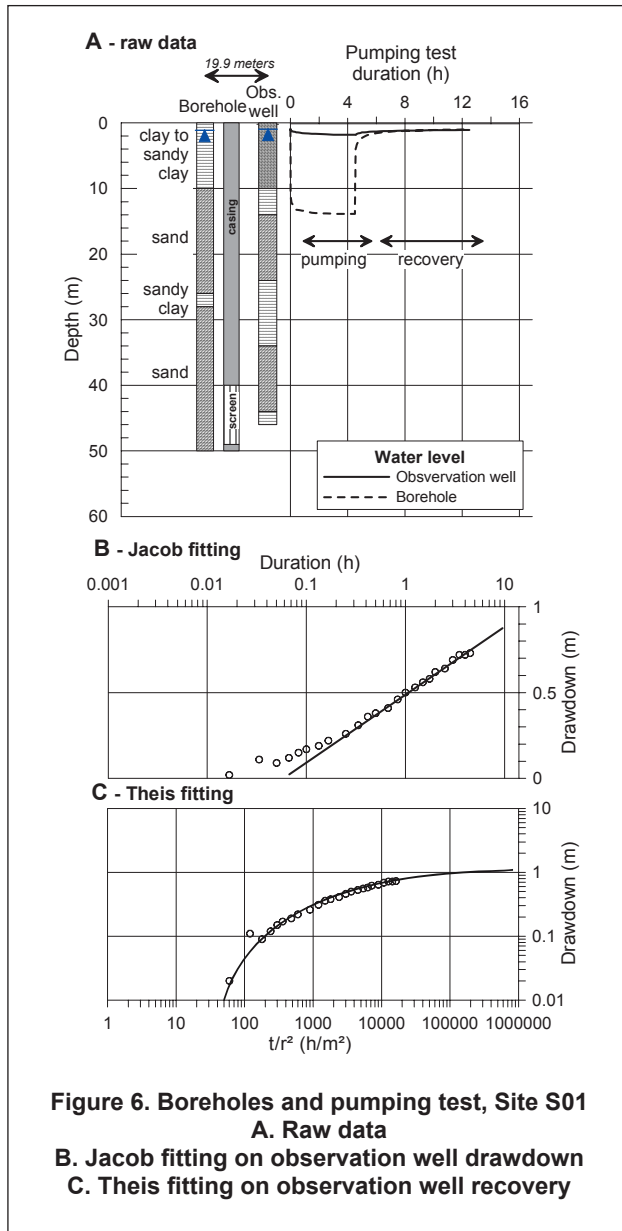 A - raw data
19.9 meters
Pumping test
duration (h)
Borehole
Obs.
well
0 4 8 12 16
0
10
20
30
40
50
60
Depth (m)
clay to
sandy
clay
sand
sandy
clay
sand
casing
screen
pumping
recovery
Water level
Obsvervation well
Borehole
B - Jacob fitting
Duration (h)
0.001 0.01 0.1 1 10
1
0.5
0
Drawdown (m)
C - Theis fitting
10
1
0.1
0.01
Drawdown (m)
1 10 100 1000 10000 100000 1000000
t/r² (h/m²)
Figure 6. Boreholes and pumping test, Site S01
A. Raw data
B. Jacob fitting on observation well drawdown
C. Theis fitting on observation well recovery